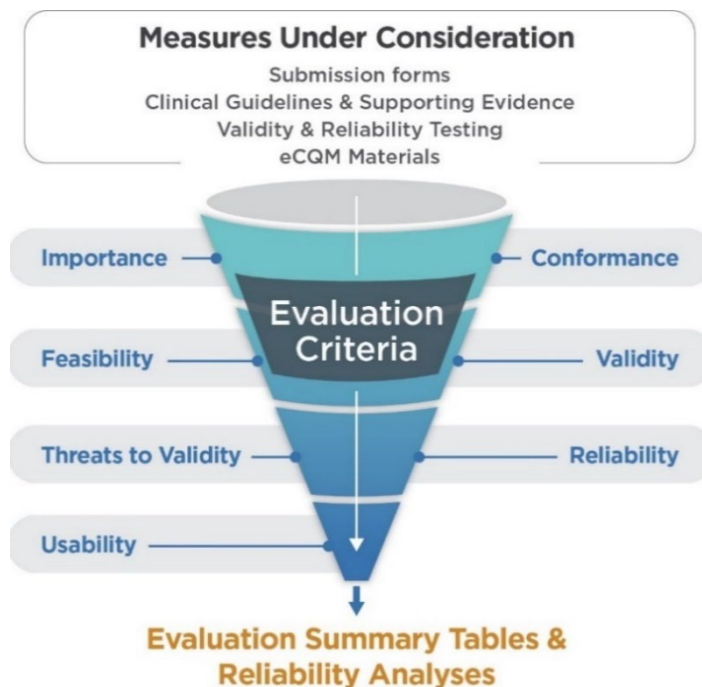 Measures Under Consideration
Submission forms
Clinical Guidelines & Supporting Evidence
Validity & Reliability Testing
eCQM Materials
Importance
Conformance
Evaluation
Criteria
Feasibility
Validity
Threats to Validity
Reliability
Usability
Evaluation Summary Tables &
Reliability Analyses